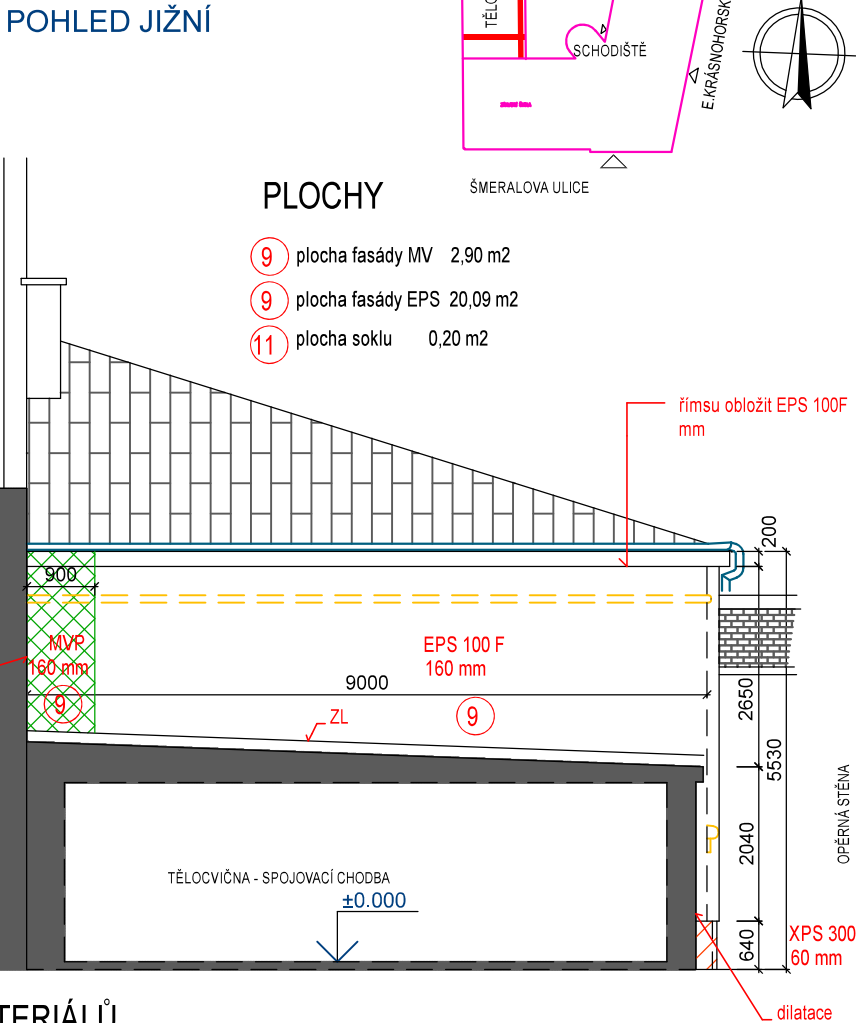 POHLED JIŽNÍ
TĚLOC
SCHODIŠTĚ
E.KRÁSNOHORSK
ŠMERALOVA ULICE
PLOCHY
9 plocha fasády MV 2,90 m2
9 plocha fasády EPS 20,09 m2
11 plocha soklu 0,20 m2
římsu obložit EPS 100F
mm
200
900
MVP
160 mm
9
EPS 100 F
160 mm
9000
9
ZL
2650
5530
OPĚRNÁ STĚNA
2040
P
TĚLOCVIČNA - SPOJOVACÍ CHODBA
±0.000
640
XPS 300
60 mm
dilatace
TERIÁLŮ